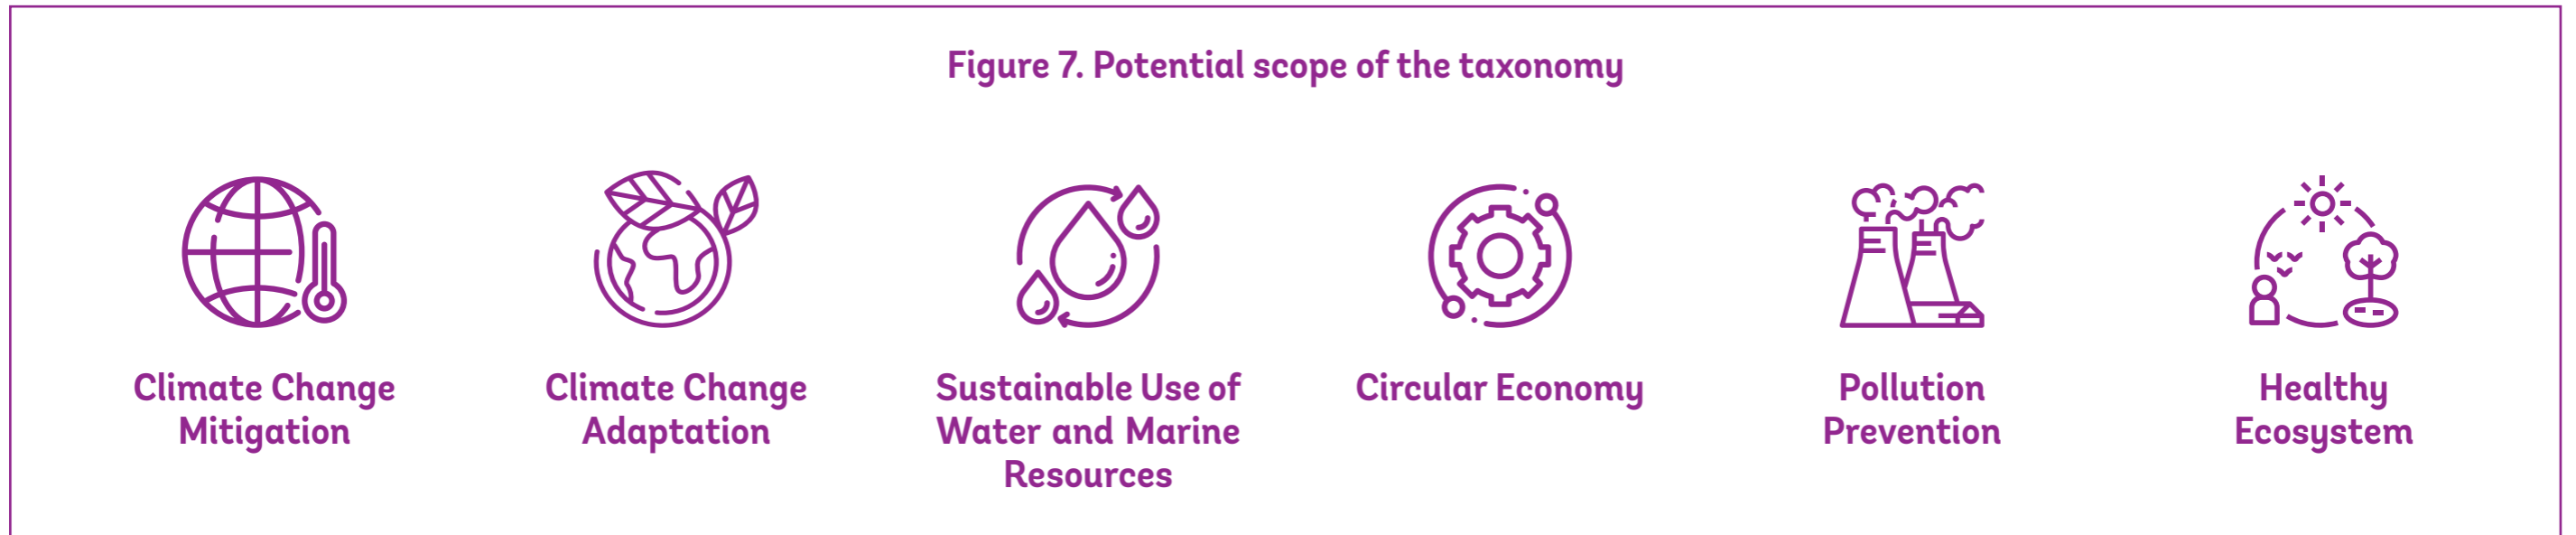 Figure 7. Potential scope of the taxonomy
Climate Change
Mitigation
Climate Change
Adaptation
Sustainable Use of
Water and Marine
Resources
Circular Economy
Pollution
Prevention
Healthy
Ecosystem